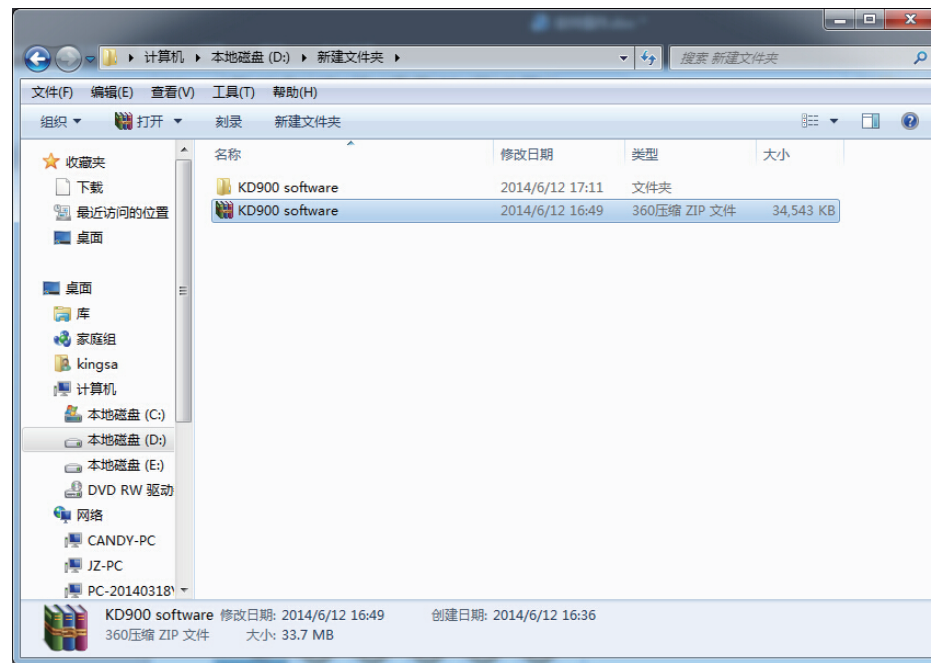 计算机 本地磁盘 (D:) 新建文件夹
搜索 新建文件夹
文件(F) 编辑(E) 查看(V) 工具(T) 帮助(H)
组织 打开 刻录 新建文件夹
名称 修改日期 类型 大小
KD900 software 2014/6/12 17:11 文件夹
KD900 software 2014/6/12 16:49 360压缩 ZIP 文件 34,543 KB
收藏夹
下载
最近访问的位置
桌面
桌面
库
家庭组
kingsa
计算机
本地磁盘 (C:)
本地磁盘 (D:)
本地磁盘 (E:)
DVD RW 驱动
网络
CANDY-PC
JZ-PC
PC-20140318
KD900 software 修改日期: 2014/6/12 16:49 创建日期: 2014/6/12 16:36
360压缩 ZIP 文件 大小: 33.7 MB